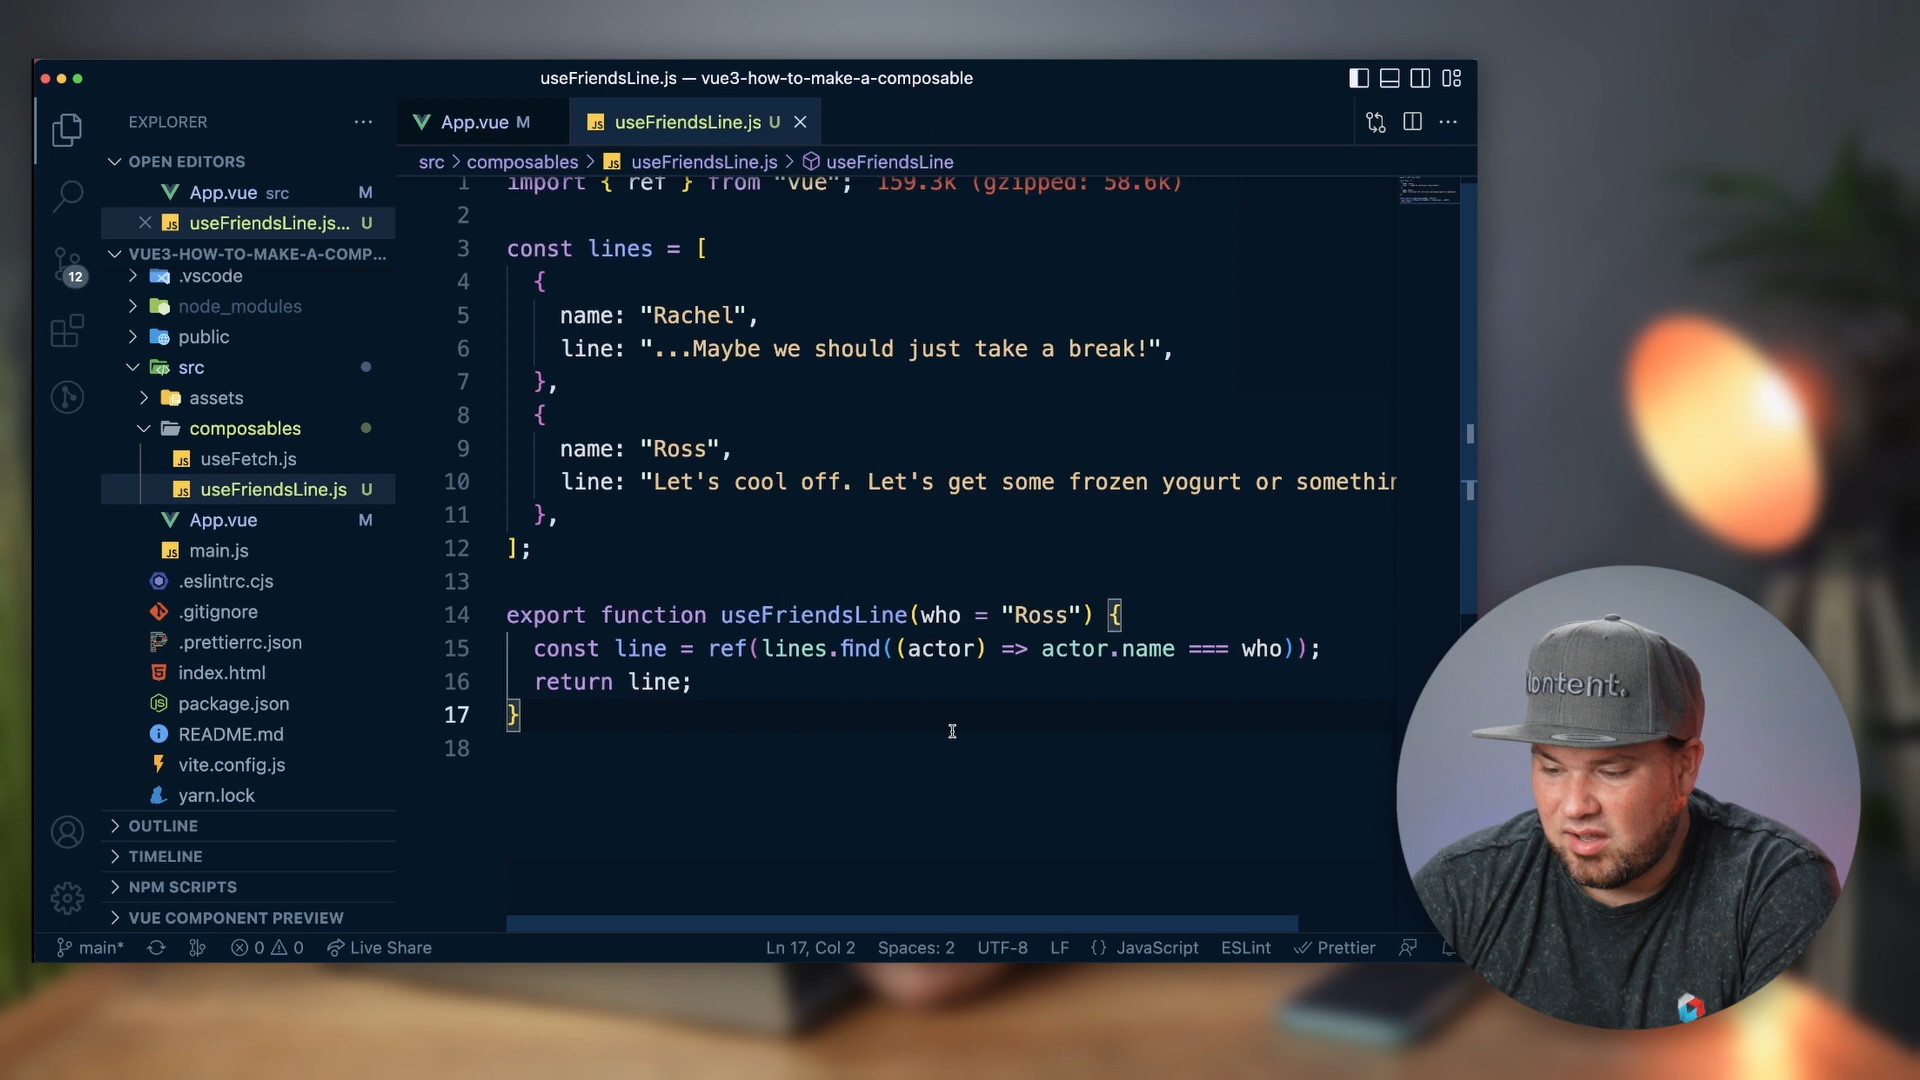 useFriendsLine.js — vue3-how-to-make-a-composable
EXPLORER
OPEN EDITORS
App.vue src M
useFriendsLine.js... U
VUE3-HOW-TO-MAKE-A-COMP...
.vscode
node_modules
public
src
assets
composables
useFetch.js
useFriendsLine.js U
App.vue M
main.js
.eslintrc.cjs
.gitignore
.prettierrc.json
index.html
package.json
README.md
vite.config.js
yarn.lock
OUTLINE
TIMELINE
NPM SCRIPTS
VUE COMPONENT PREVIEW
12
App.vue M
JS useFriendsLine.js U
src > composables > JS useFriendsLine.js > useFriendsLine
1 import { ref } from "vue"; 159.3k (gzipped: 58.6k)
2
3 const lines = [
4 {
5 name: "Rachel",
6 line: "...Maybe we should just take a break!",
7 },
8 {
9 name: "Ross",
10 line: "Let's cool off. Let's get some frozen yogurt or somethin
11 },
12 ];
13
14 export function useFriendsLine(who = "Ross") {
15 const line = ref(lines.find((actor) => actor.name === who));
16 return line;
17 }
18
main* 0 0 Live Share Ln 17, Col 2 Spaces: 2 UTF-8 LF {} JavaScript ESLint Prettier
Kontent.